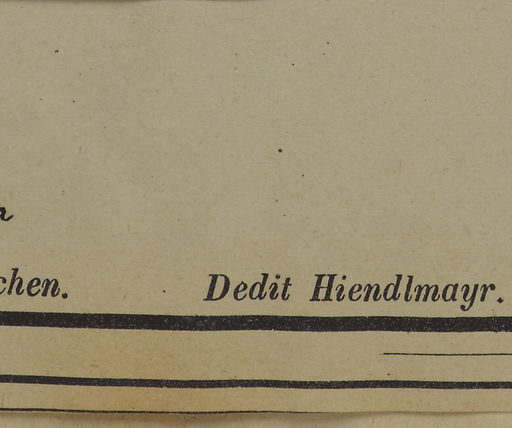 chen. Dedit Hiendlmayr.